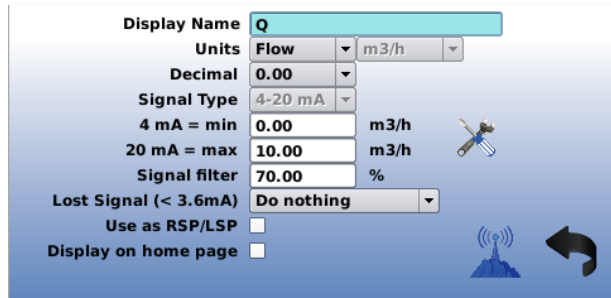 Display Name Q
Units Flow m3/h
Decimal 0.00
Signal Type 4-20 mA
4 mA = min 0.00 m3/h
20 mA = max 10.00 m3/h
Signal filter 70.00 %
Lost Signal (< 3.6mA) Do nothing
Use as RSP/LSP
Display on home page